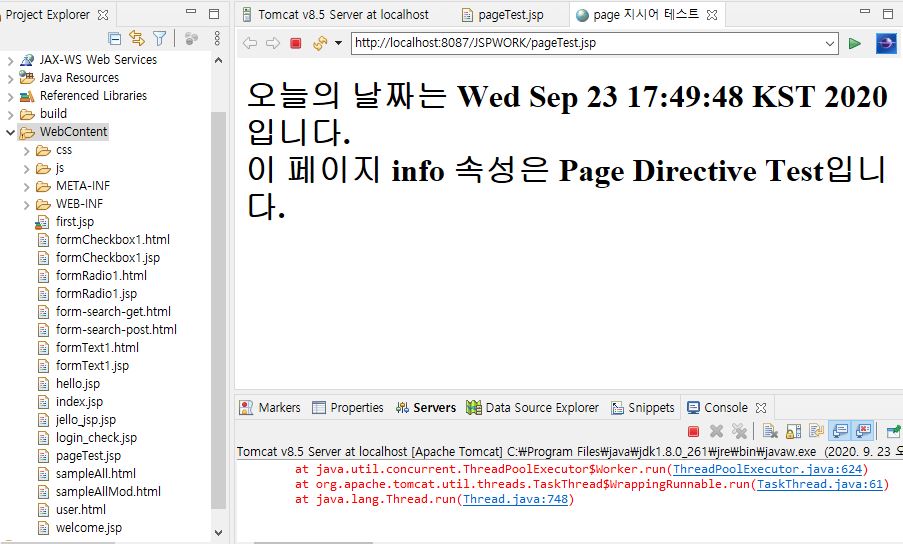 Project Explorer
JAX-WS Web Services
Java Resources
Referenced Libraries
build
WebContent
css
js
META-INF
WEB-INF
first.jsp
formCheckbox1.html
formCheckbox1.jsp
formRadio1.html
formRadio1.jsp
form-search-get.html
form-search-post.html
formText1.html
formText1.jsp
hello.jsp
index.jsp
jello_jsp.jsp
login_check.jsp
pageTest.jsp
sampleAll.html
sampleAllMod.html
user.html
welcome.jsp
Tomcat v8.5 Server at localhost pageTest.jsp page 지시어 테스트
http://localhost:8087/JSPWORK/pageTest.jsp
오늘의 날짜는 Wed Sep 23 17:49:48 KST 2020
입니다.
이 페이지 info 속성은 Page Directive Test입니
다.
Markers Properties Servers Data Source Explorer Snippets Console
Tomcat v8.5 Server at localhost [Apache Tomcat] C:₩Program Files₩java₩jdk1.8.0_261₩jre₩bin₩javaw.exe (2020. 9. 23
at java.util.concurrent.ThreadPoolExecutor$Worker.run(ThreadPoolExecutor.java:624)
at org.apache.tomcat.util.threads.TaskThread$WrappingRunnable.run(TaskThread.java:61)
at java.lang.Thread.run(Thread.java:748)